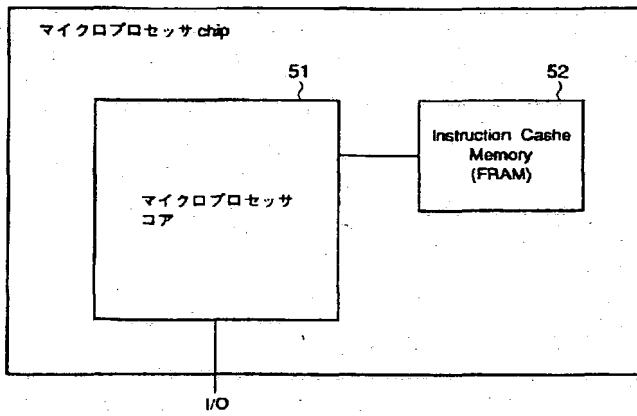 マイクロプロセッサ chip
51
52
マイクロプロセッサ
コア
Instruction Cashe
Memory
(FRAM)
I/O